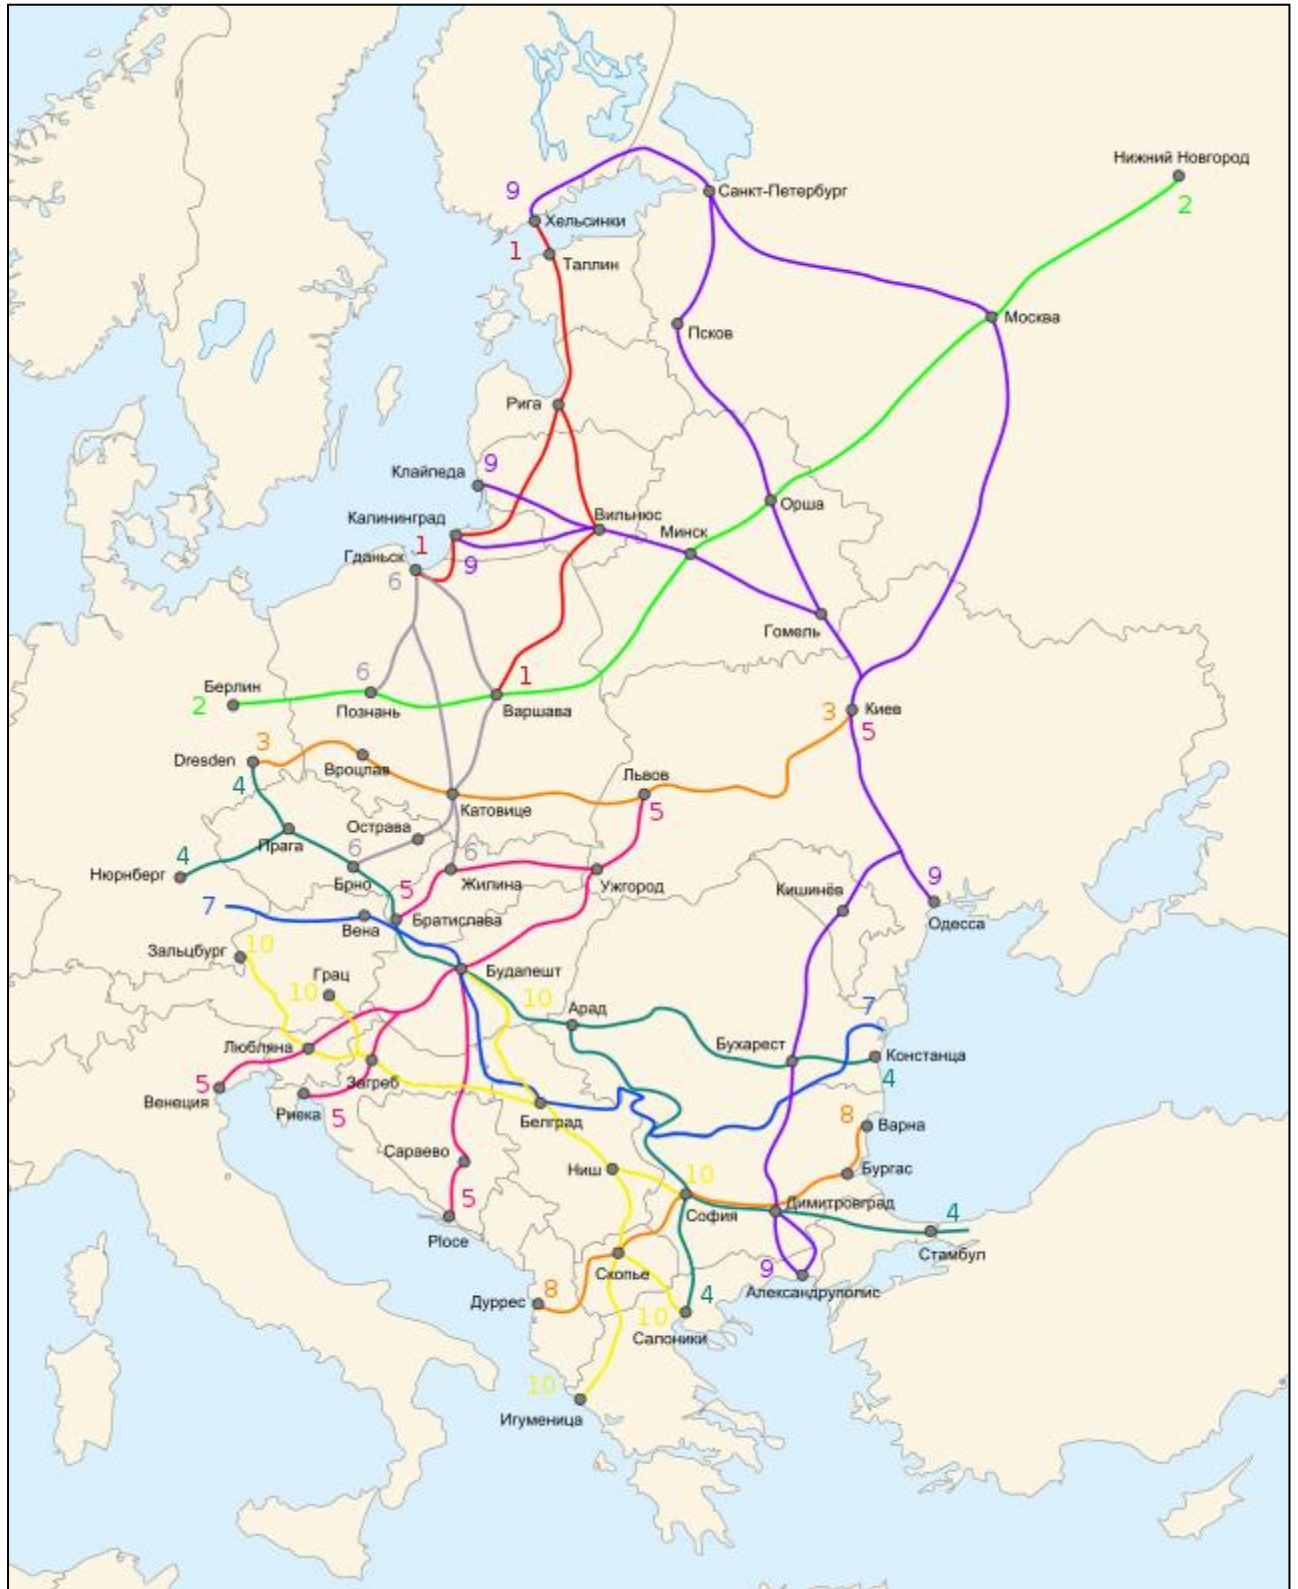 Нижний Новгород
9
Санкт-Петербург
2
Хельсинки
1
Таллин
Москва
Псков
Рига
Клайпеда
9
Орша
Калининград
Вильнюс
Минск
1
Гданьск
9
6
Гомель
6
1
Берлин
2
Познань
Варшава
3
Киев
5
Dresden
3
Вроцлав
Львов
4
Катовице
5
Острава
Прага
4
6
6
Нюрнберг
Брно
5
Жилина
Ужгород
Кишинёв
9
7
Вена
Братислава
Одесса
Зальцбург
10
Грац
Будапешт
10
10
Арад
7
Любляна
Бухарест
Констанца
4
5
Загреб
Венеция
Риека
5
Белград
8
Варна
Сараево
Ниш
10
Бургас
5
София
Димитровград
4
Ploce
Стамбул
Скопье
9
Александруполис
Дуррес
8
4
10
Салоники
10
Игуменица